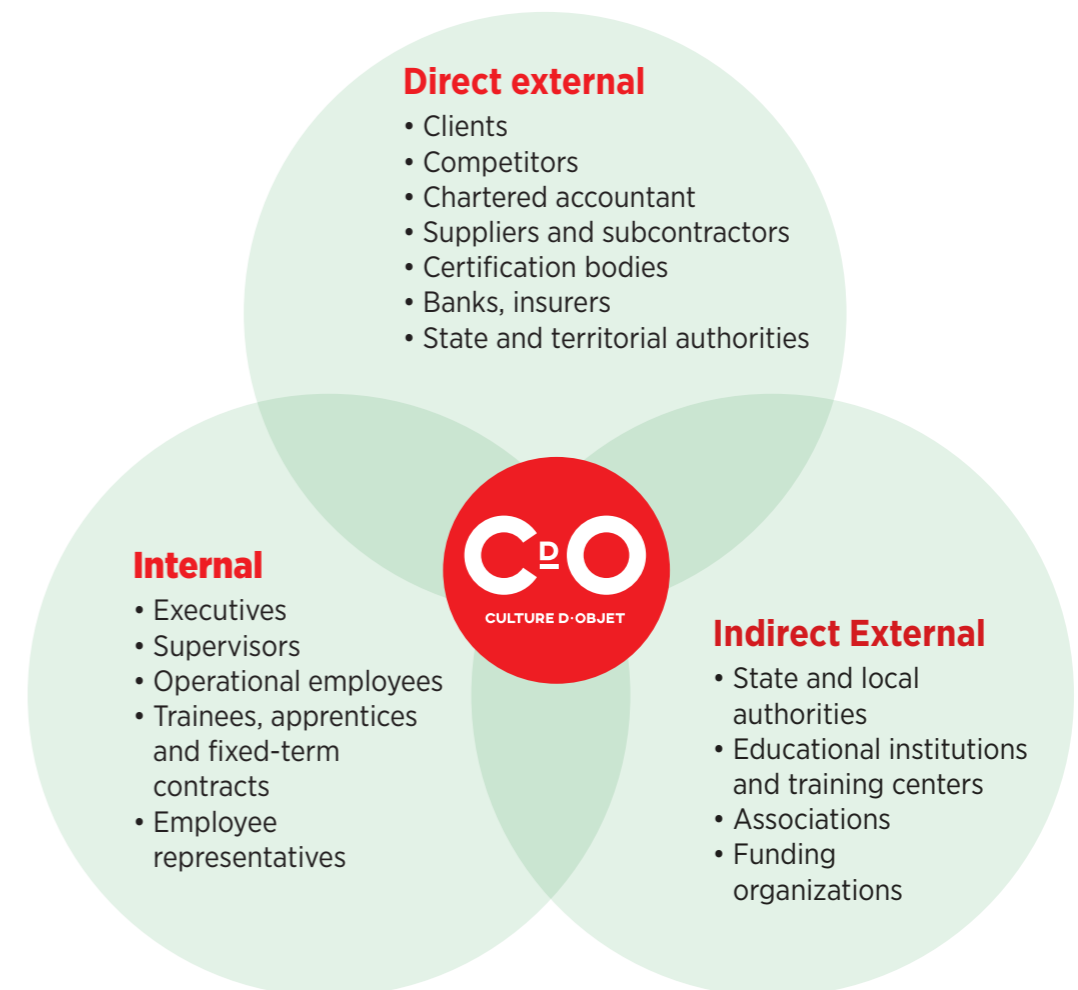 Direct external
• Clients
• Competitors
• Chartered accountant
• Suppliers and subcontractors
• Certification bodies
• Banks, insurers
• State and territorial authorities
CDO
CULTURE D·OBJET
Internal
• Executives
• Supervisors
• Operational employees
• Trainees, apprentices
and fixed-term
contracts
• Employee
representatives
Indirect External
• State and local
authorities
• Educational institutions
and training centers
• Associations
• Funding
organizations